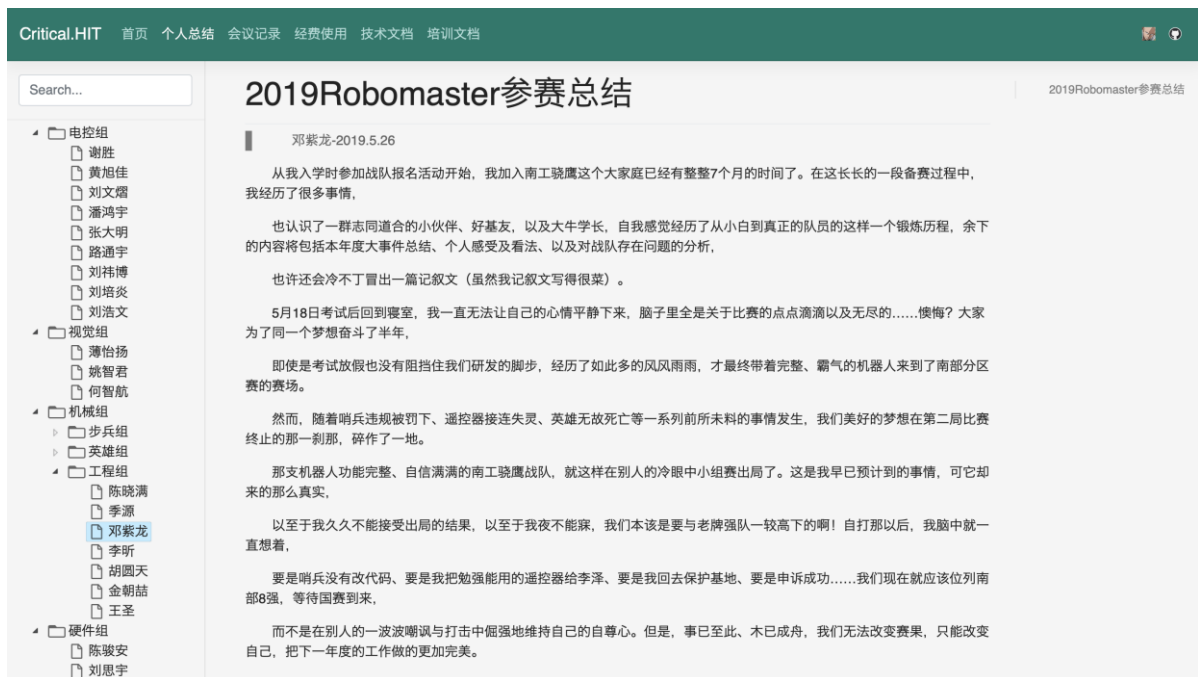 Critical.HIT 首页 个人总结 会议记录 经费使用 技术文档 培训文档
Search...
电控组
谢胜
黄旭佳
刘文熠
潘鸿宇
张大明
路通宇
刘祎博
刘培炎
刘浩文
视觉组
薄怡扬
姚智君
何智航
机械组
步兵组
英雄组
工程组
陈晓满
季源
邓紫龙
李昕
胡圆天
金朝喆
王圣
硬件组
陈骏安
刘思宇
2019Robomaster参赛总结
邓紫龙-2019.5.26
从我入学时参加战队报名活动开始，我加入南工骁鹰这个大家庭已经有整整7个月的时间了。在这长长的一段备赛过程中，
我经历了很多事情，
也认识了一群志同道合的小伙伴、好基友，以及大牛学长，自我感觉经历了从小白到真正的队员的这样一个锻炼历程，余下
的内容将包括本年度大事件总结、个人感受及看法、以及对战队存在问题的分析，
也许还会冷不丁冒出一篇记叙文（虽然我记叙文写得很菜）。
5月18日考试后回到寝室，我一直无法让自己的心情平静下来，脑子里全是关于比赛的点点滴滴以及无尽的……懊悔？大家
为了同一个梦想奋斗了半年，
即使是考试放假也没有阻挡住我们研发的脚步，经历了如此多的风风雨雨，才最终带着完整、霸气的机器人来到了南部分区
赛的赛场。
然而，随着哨兵违规被罚下、遥控器接连失灵、英雄无故死亡等一系列前所未料的事情发生，我们美好的梦想在第二局比赛
终止的那一刹那，碎作了一地。
那支机器人功能完整、自信满满的南工骁鹰战队，就这样在别人的冷眼中小组赛出局了。这是我早已预计到的事情，可它却
来的那么真实，
以至于我久久不能接受出局的结果，以至于我夜不能寐，我们本该是要与老牌强队一较高下的啊！自打那以后，我脑中就一
直想着，
要是哨兵没有改代码、要是我把勉强能用的遥控器给李泽、要是我回去保护基地、要是申诉成功……我们现在就应该位列南
部8强，等待国赛到来，
而不是在别人的一波波嘲讽与打击中倔强地维持自己的自尊心。但是，事已至此、木已成舟，我们无法改变赛果，只能改变
自己，把下一年度的工作做的更加完美。
2019Robomaster参赛总结